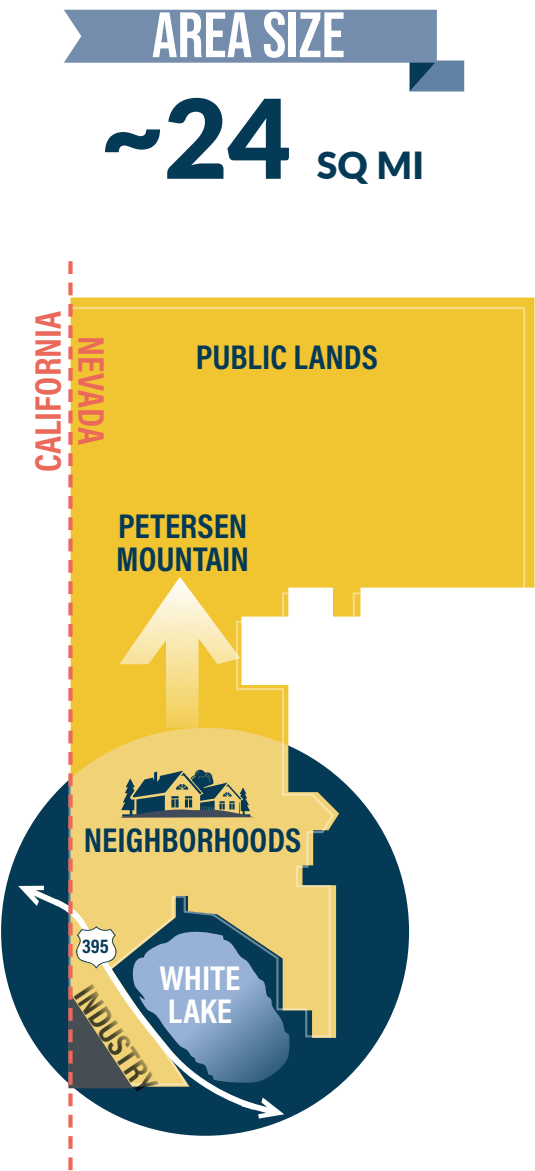 AREA SIZE
~24 SQ MI
CALIFORNIA
NEVADA
PUBLIC LANDS
PETERSEN
MOUNTAIN
NEIGHBORHOODS
395
WHITE
LAKE
INDUSTRY